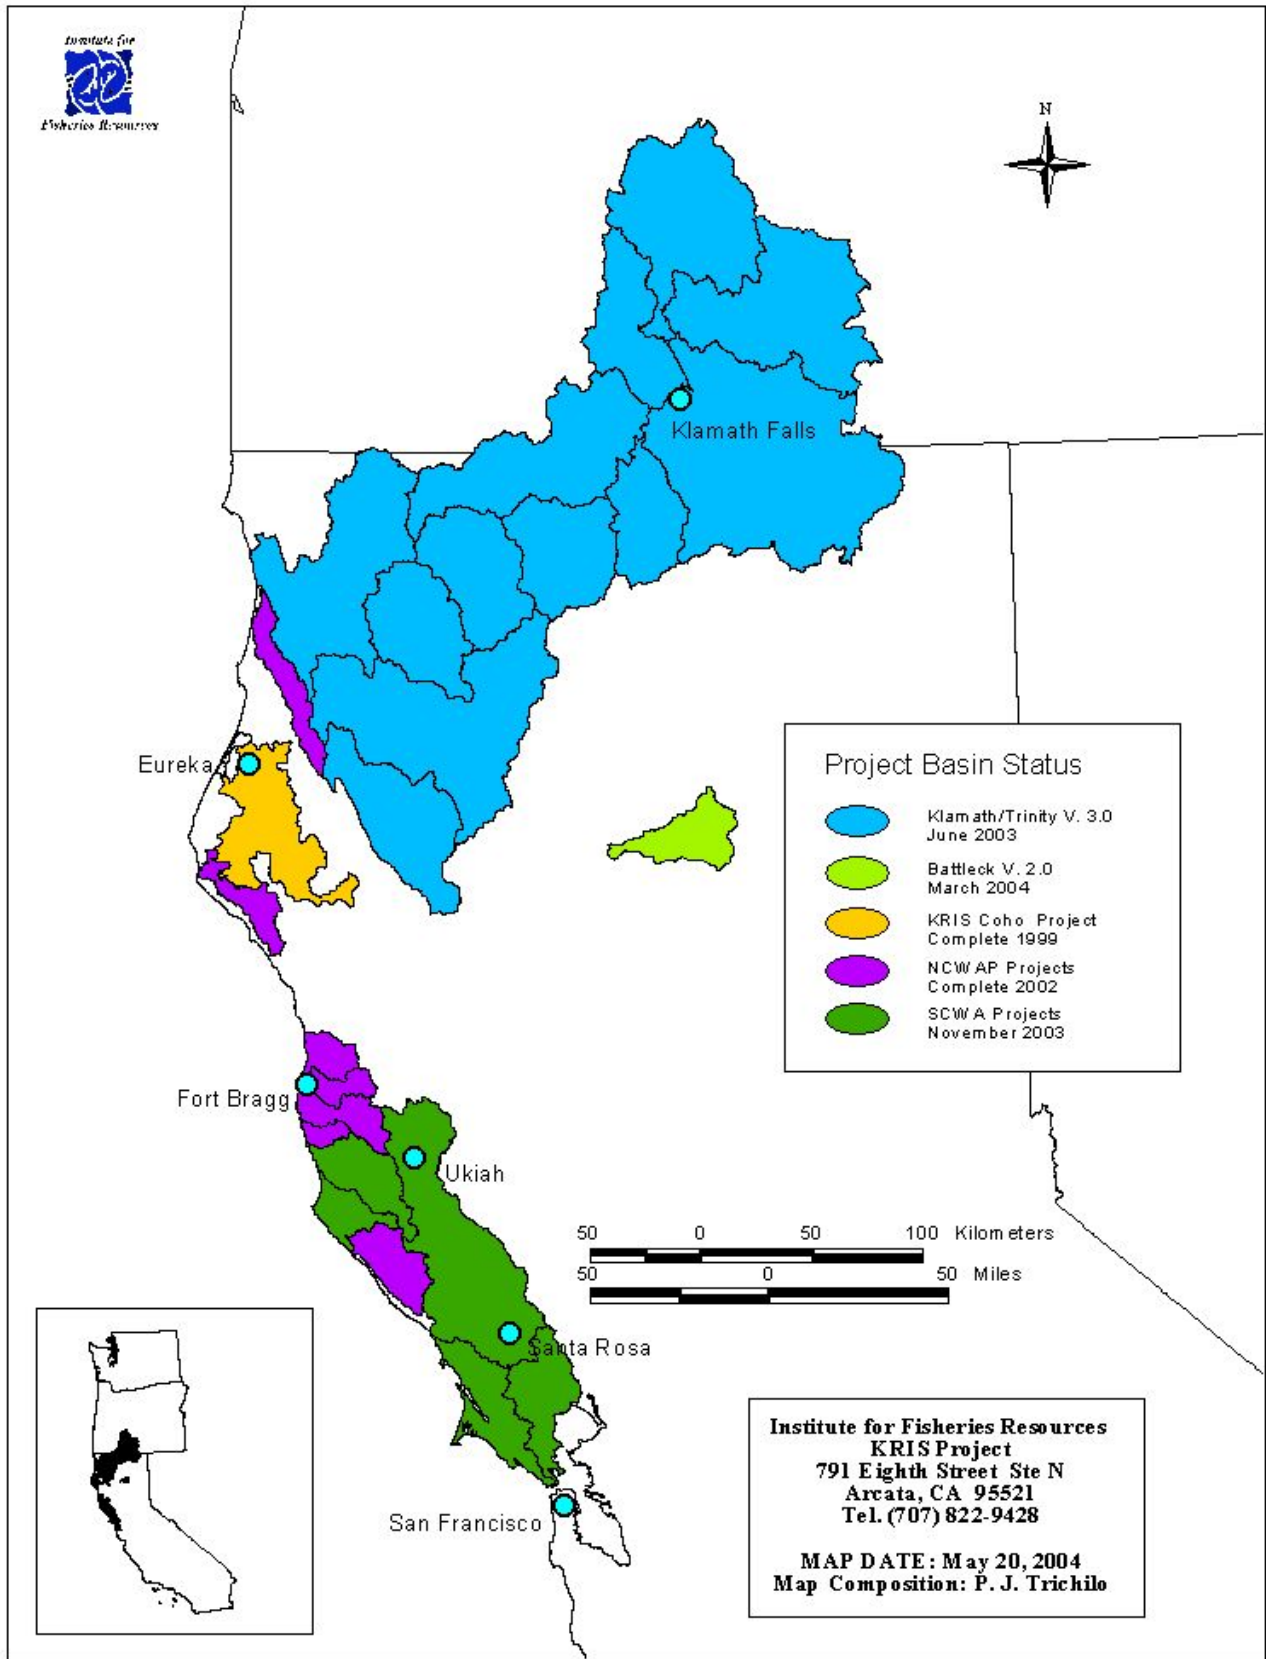 Institute for
Fisheries Resources
N
Klamath Falls
Eureka
Project Basin Status
Klamath/Trinity V. 3.0
June 2003
Battleck V. 2.0
March 2004
KRIS Coho Project
Complete 1999
NCWAP Projects
Complete 2002
SCWA Projects
November 2003
Fort Bragg
Ukiah
50 0 50 100 Kilometers
50 0 50 Miles
Santa Rosa
San Francisco
Institute for Fisheries Resources
KRIS Project
791 Eighth Street Ste N
Arcata, CA 95521
Tel. (707) 822-9428
MAP DATE: May 20, 2004
Map Composition: P. J. Trichilo